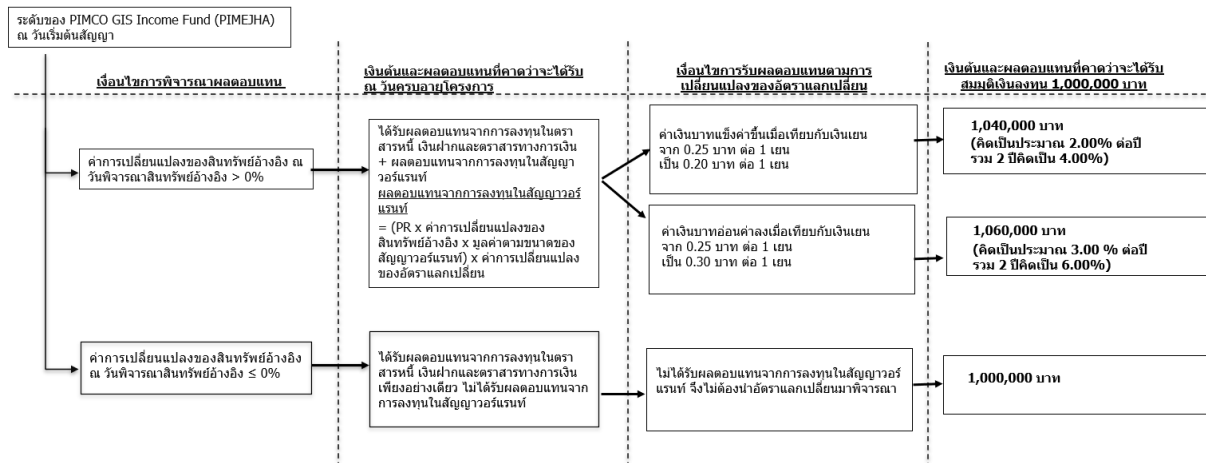 ระดับของ PIMCO GIS Income Fund (PIMEJHA)
ณ วันเริ่มต้นสัญญา
เงื่อนไขการพิจารณาผลตอบแทน
เงินต้นและผลตอบแทนที่คาดว่าจะได้รับ
ณ วันครบอายุโครงการ
เงื่อนไขการรับผลตอบแทนตามการ
เปลี่ยนแปลงของอัตราแลกเปลี่ยน
เงินต้นและผลตอบแทนที่คาดว่าจะได้รับ
สมมติเงินลงทุน 1,000,000 บาท
ค่าการเปลี่ยนแปลงของสินทรัพย์อ้างอิง ณ
วันพิจารณาสินทรัพย์อ้างอิง > 0%
ได้รับผลตอบแทนจากการลงทุนในตรา
สารหนี้ เงินฝากและตราสารทางการเงิน
+ ผลตอบแทนจากการลงทุนในสัญญา
วอร์แรนท์
ผลตอบแทนจากการลงทุนในสัญญาวอร์
แรนท์
= (PR x ค่าการเปลี่ยนแปลงของ
สินทรัพย์อ้างอิง x มูลค่าตามขนาดของ
สัญญาวอร์แรนท์) x ค่าการเปลี่ยนแปลง
ของอัตราแลกเปลี่ยน
ค่าเงินบาทแข็งค่าขึ้นเมื่อเทียบกับเงินเยน
จาก 0.25 บาท ต่อ 1 เยน
เป็น 0.20 บาท ต่อ 1 เยน
1,040,000 บาท
(คิดเป็นประมาณ 2.00% ต่อปี
รวม 2 ปีคิดเป็น 4.00%)
ค่าเงินบาทอ่อนค่าลงเมื่อเทียบกับเงินเยน
จาก 0.25 บาท ต่อ 1 เยน
เป็น 0.30 บาท ต่อ 1 เยน
1,060,000 บาท
(คิดเป็นประมาณ 3.00 % ต่อปี
รวม 2 ปีคิดเป็น 6.00%)
ค่าการเปลี่ยนแปลงของสินทรัพย์อ้างอิง
ณ วันพิจารณาสินทรัพย์อ้างอิง ≤ 0%
ได้รับผลตอบแทนจากการลงทุนในตรา
สารหนี้ เงินฝากและตราสารทางการเงิน
เพียงอย่างเดียว ไม่ได้รับผลตอบแทนจาก
การลงทุนในสัญญาวอร์แรนท์
ไม่ได้รับผลตอบแทนจากการลงทุนในสัญญาวอร์
แรนท์ จึงไม่ต้องนำอัตราแลกเปลี่ยนมาพิจารณา
1,000,000 บาท